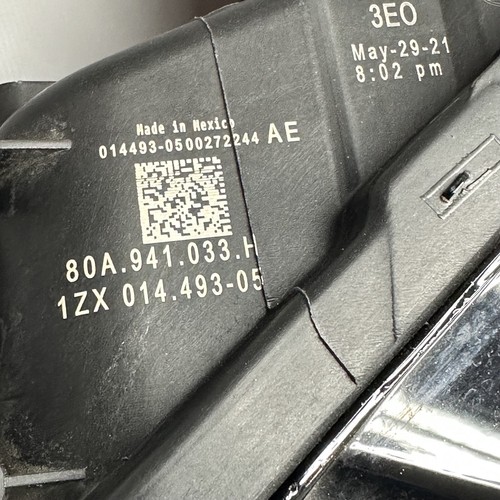 3EO
May-29-21
8:02 pm
Made in Mexico
014493-0500272244 AE
80A.941.033.H
1ZX 014.493-05